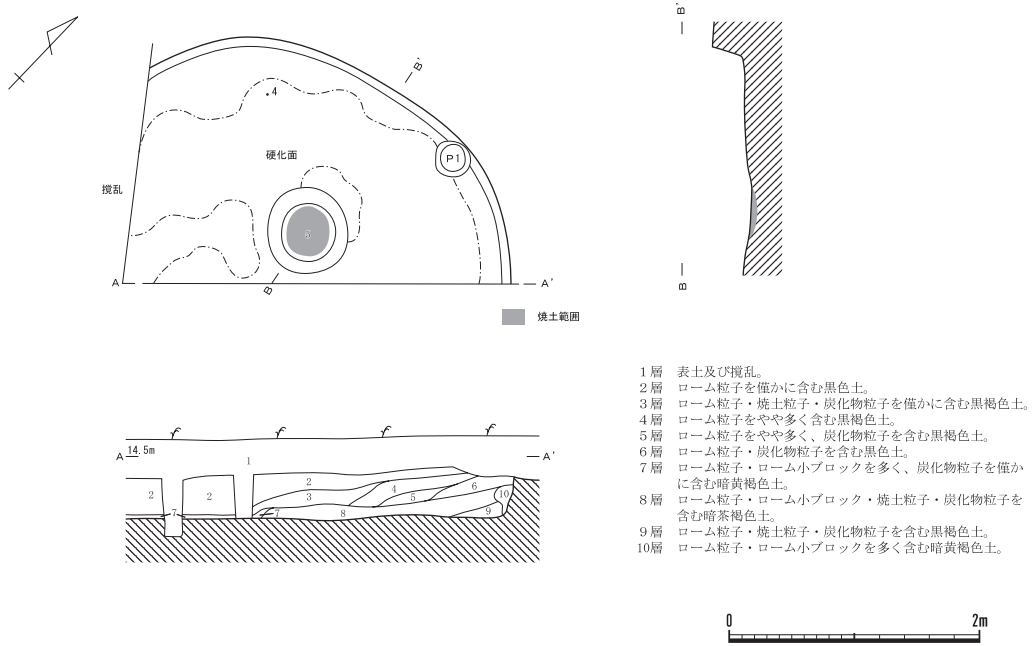 B'
B'
4
P1
硬化面
撹乱
5
A
A'
B
B
焼土範囲
1層 表土及び撹乱。
2層 ローム粒子を僅かに含む黒色土。
3層 ローム粒子・焼土粒子・炭化物粒子を僅かに含む黒褐色土。
4層 ローム粒子をやや多く含む黒褐色土。
5層 ローム粒子をやや多く、炭化物粒子を含む黒褐色土。
6層 ローム粒子・炭化物粒子を含む黒色土。
7層 ローム粒子・ローム小ブロックを多く、炭化物粒子を僅か
に含む暗黄褐色土。
8層 ローム粒子・ローム小ブロック・焼土粒子・炭化物粒子を
含む暗茶褐色土。
9層 ローム粒子・焼土粒子・炭化物粒子を含む黒褐色土。
10層 ローム粒子・ローム小ブロックを多く含む暗黄褐色土。
A 14.5m
A'
1
2
2
2
3
4
5
6
7
7
8
9
10
0 2m